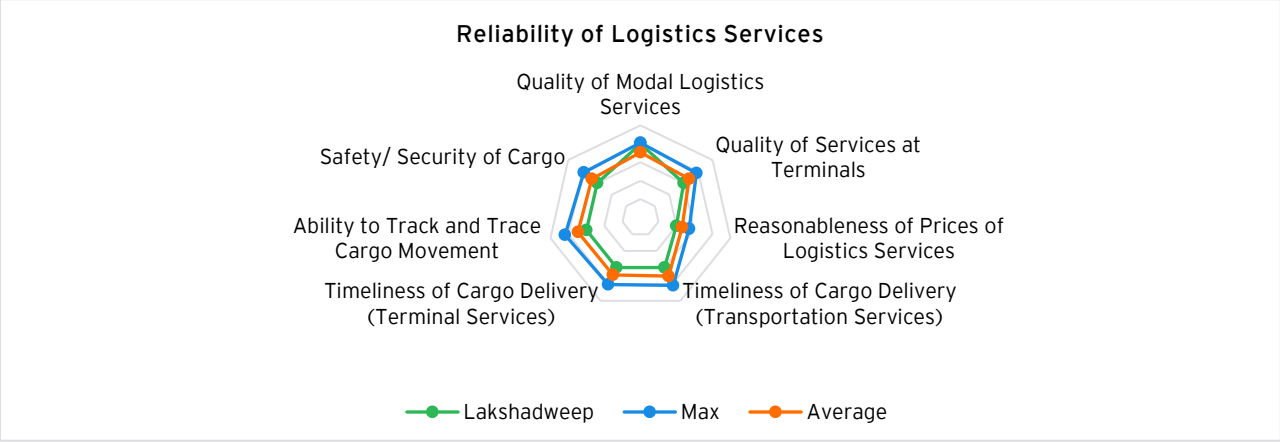 Reliability of Logistics Services
Quality of Modal Logistics
Services
Quality of Services at
Terminals
Safety/ Security of Cargo
Reasonableness of Prices of
Logistics Services
Ability to Track and Trace
Cargo Movement
Timeliness of Cargo Delivery
(Transportation Services)
Timeliness of Cargo Delivery
(Terminal Services)
Lakshadweep
Max
Average